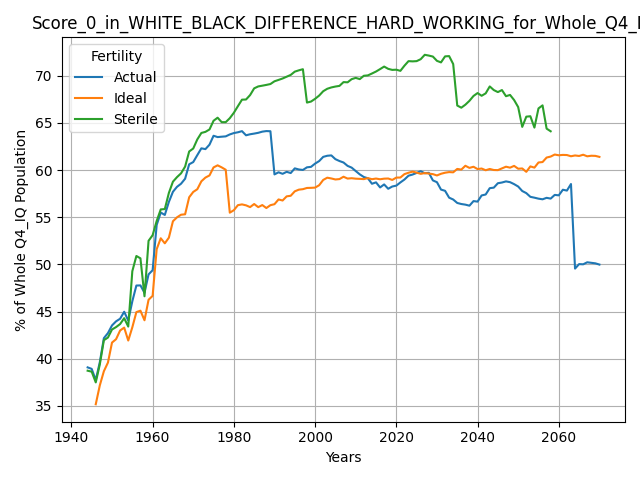 Score_0_in_WHITE_BLACK_DIFFERENCE_HARD_WORKING_for_Whole_Q4_I
Fertility
Actual
Ideal
Sterile
% of Whole Q4_IQ Population
70
65
60
55
50
45
40
35
1940
1960
1980
2000
2020
2040
2060
Years